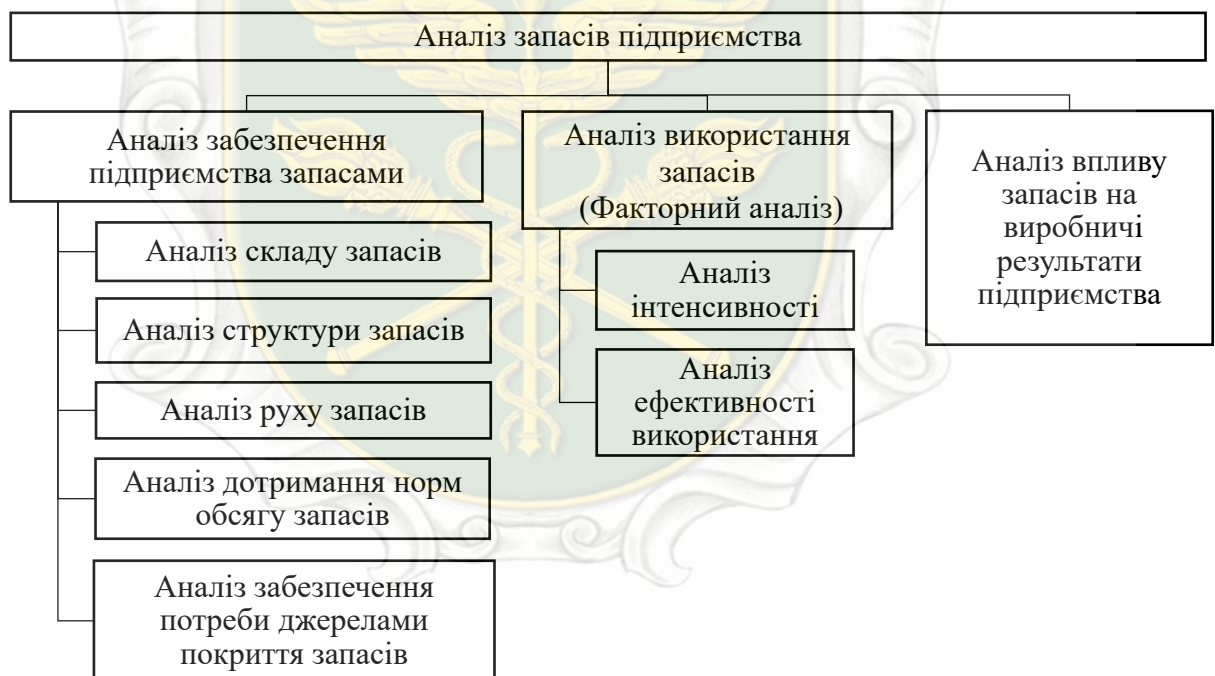 Аналіз запасів підприємства
Аналіз забезпечення
підприємства запасами
Аналіз складу запасів
Аналіз структури запасів
Аналіз руху запасів
Аналіз дотримання норм
обсягу запасів
Аналіз забезпечення
потреби джерелами
покриття запасів
Аналіз використання
запасів
(Факторний аналіз)
Аналіз
інтенсивності
Аналіз
ефективності
використання
Аналіз впливу
запасів на
виробничі
результати
підприємства